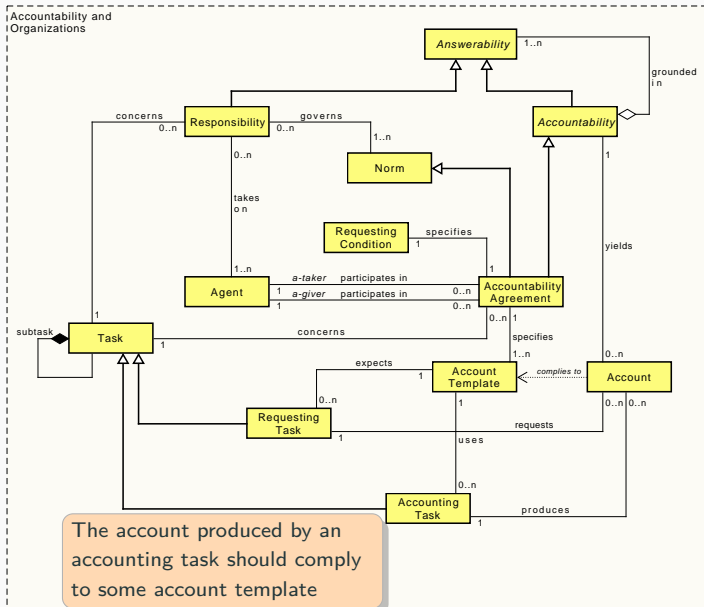 Accountability and
Organizations
Answerability
1..n
grounded
in
concerns
0..n
Responsibility
governs
0..n
1..n
Accountability
1
Norm
0..n
takes
on
1..n
Requesting
Condition
specifies
1
1
yields
Agent
a-taker participates in
1
0..n
a-giver participates in
1
0..n
Accountability
Agreement
subtask
1
Task
1
concerns
0..n
1
specifies
1..n
0..n
expects
1
0..n
Account
Template
complies to
Account
0..n
0..n
Requesting
Task
1
requests
1
uses
0..n
Accounting
Task
1
produces
The account produced by an
accounting task should comply
to some account template